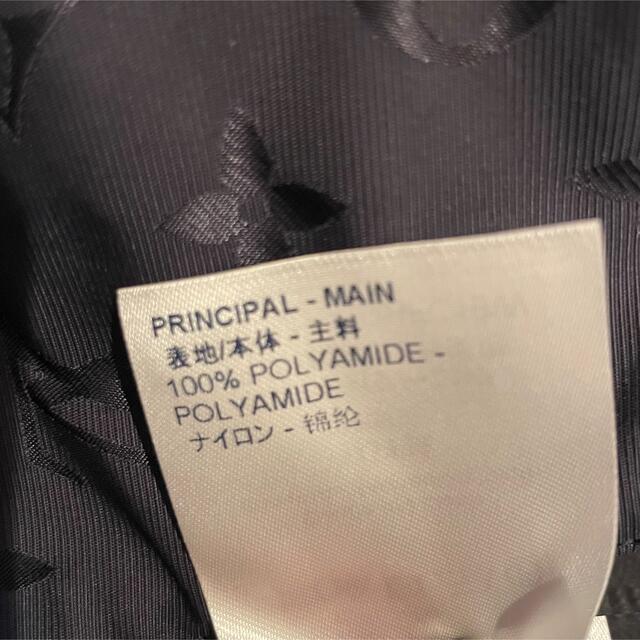 PRINCIPAL - MAIN
表地/本体 - 主料
100% POLYAMIDE -
POLYAMIDE
ナイロン - 锦纶